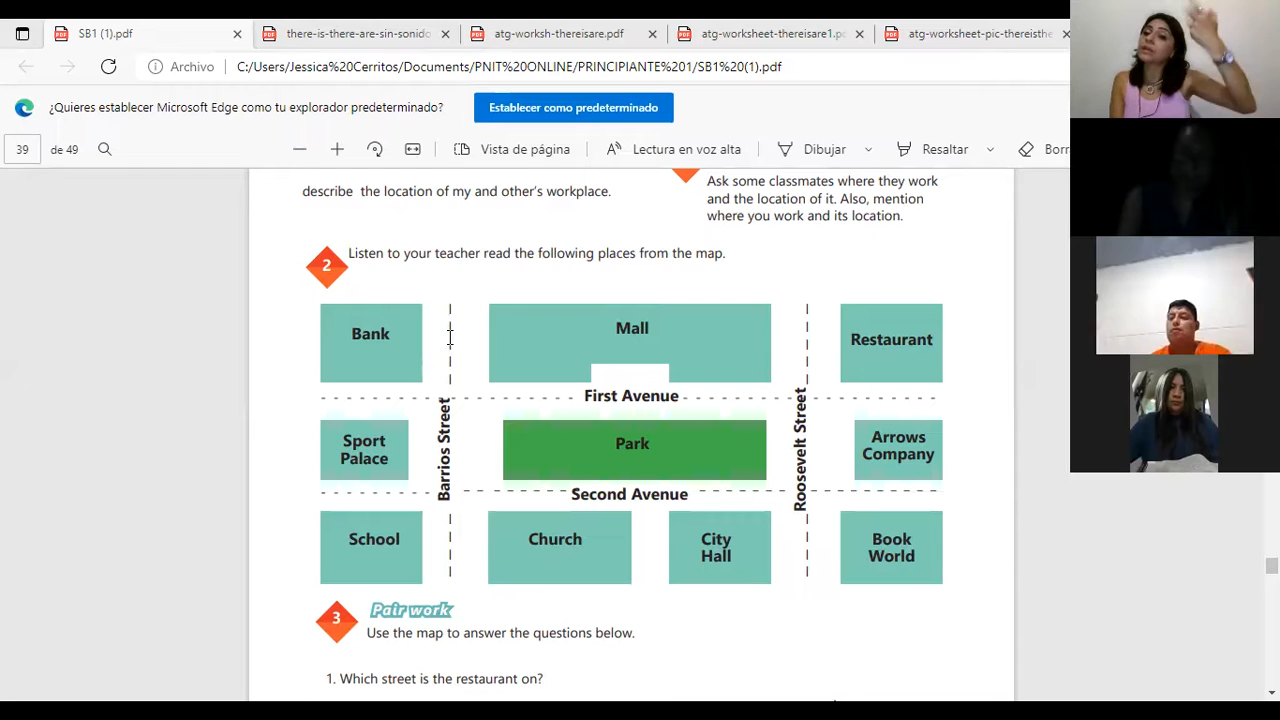 SB1 (1).pdf
there-is-there-are-sin-sonido
atg-worksh-thereisare.pdf
atg-worksheet-thereisare1.pd
atg-worksheet-pic-thereisthe
Archivo C:/Users/Jessica%20Cerritos/Documents/PNIT%20ONLINE/PRINCIPIANTE%201/SB1%20(1).pdf
¿Quieres establecer Microsoft Edge como tu explorador predeterminado? Establecer como predeterminado
39 de 49 Vista de página Lectura en voz alta Dibujar Resaltar Borr
describe the location of my and other's workplace.
Ask some classmates where they work
and the location of it. Also, mention
where you work and its location.
2 Listen to your teacher read the following places from the map.
Bank
Mall
Restaurant
First Avenue
Sport
Palace
Barrios Street
Park
Roosevelt Street
Arrows
Company
Second Avenue
School
Church
City
Hall
Book
World
3 Pair work
Use the map to answer the questions below.
1. Which street is the restaurant on?